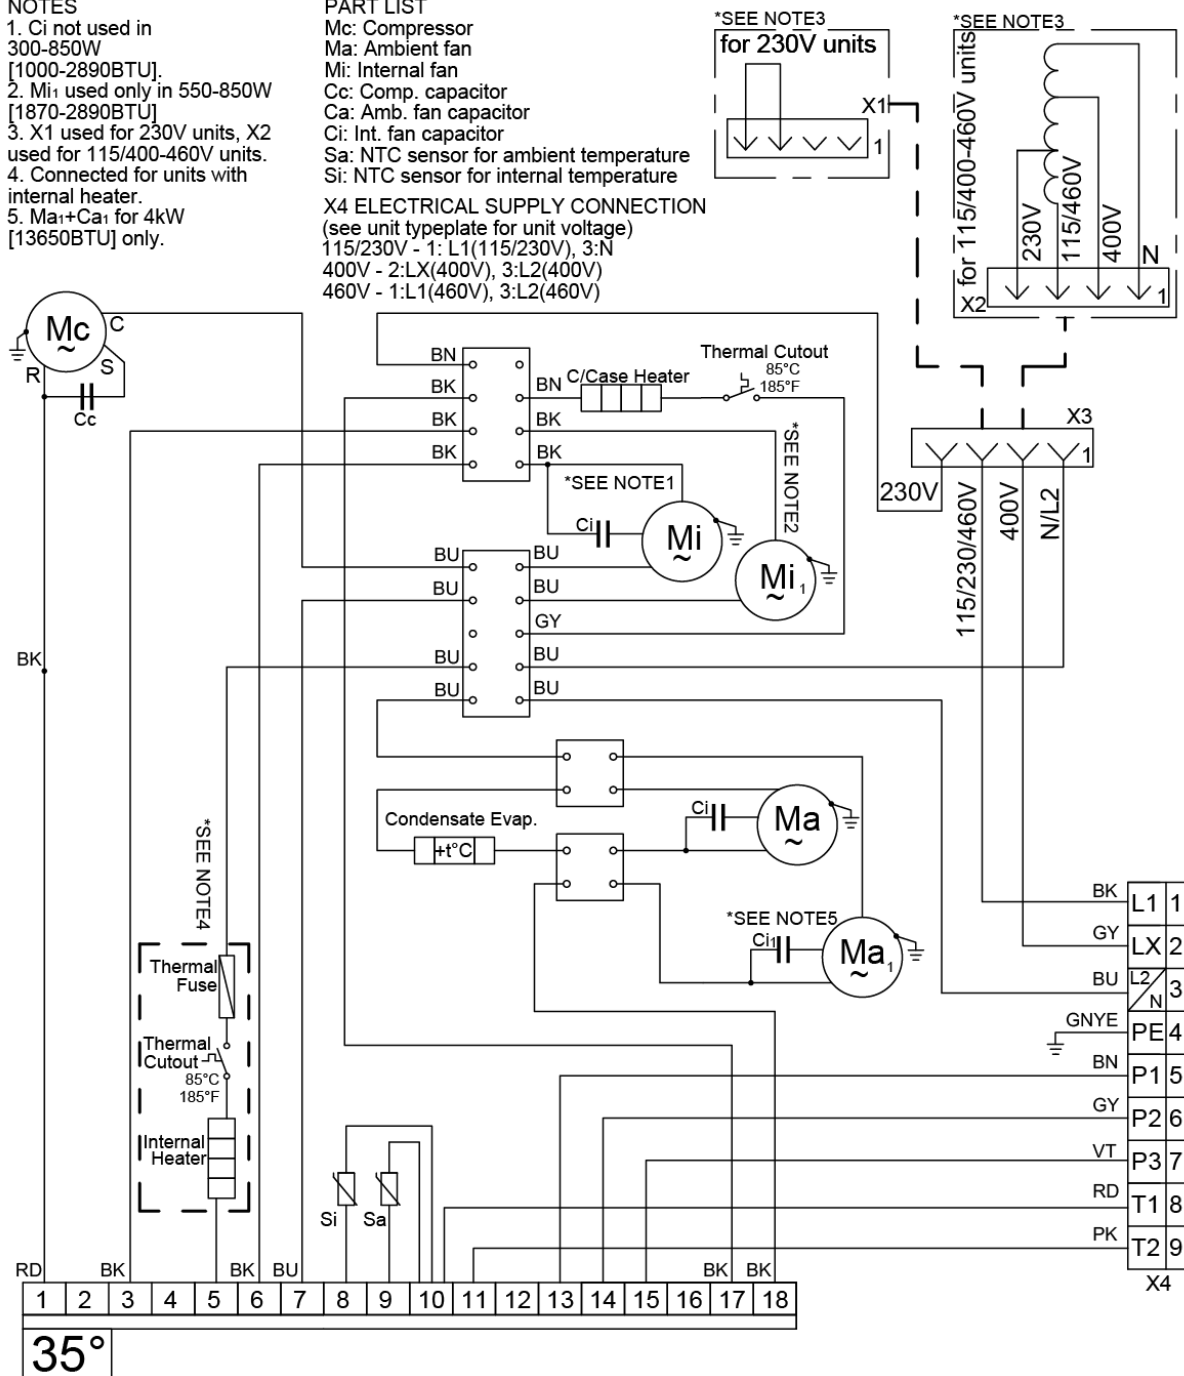 NOTES
1. Ci not used in
300-850W
[1000-2890BTU].
2. Mi₁ used only in 550-850W
[1870-2890BTU]
3. X1 used for 230V units, X2
used for 115/400-460V units.
4. Connected for units with
internal heater.
5. Ma₁+Ca₁ for 4kW
[13650BTU] only.
PART LIST
Mc: Compressor
Ma: Ambient fan
Mi: Internal fan
Cc: Comp. capacitor
Ca: Amb. fan capacitor
Ci: Int. fan capacitor
Sa: NTC sensor for ambient temperature
Si: NTC sensor for internal temperature
X4 ELECTRICAL SUPPLY CONNECTION
(see unit typeplate for unit voltage)
115/230V - 1: L1(115/230V), 3:N
400V - 2:LX(400V), 3:L2(400V)
460V - 1:L1(460V), 3:L2(460V)
*SEE NOTE3
for 230V units
X1
1
*SEE NOTE3
for 115/400-460V units
230V
115/460V
400V
N
X2
1
Mc
~
C
S
R
Cc
BN
BK
BK
BK
BN
C/Case Heater
Thermal Cutout
85°C
185°F
BK
BK
*SEE NOTE1
*SEE NOTE2
Ci
Mi
~
Mi₁
~
X3
1
230V
115/230/460V
400V
N/L2
BU
BU
BU
BU
BU
BU
GY
BU
BU
BK
Condensate Evap.
+t°C
Ci
Ma
~
*SEE NOTE5
Ci₁
Ma₁
~
*SEE NOTE4
Thermal
Fuse
Thermal
Cutout
85°C
185°F
Internal
Heater
Si
Sa
BK L1 1
GY LX 2
BU L2/N 3
GNYE PE 4
BN P1 5
GY P2 6
VT P3 7
RD T1 8
PK T2 9
X4
RD BK BK BU BK BK
1 2 3 4 5 6 7 8 9 10 11 12 13 14 15 16 17 18
35°